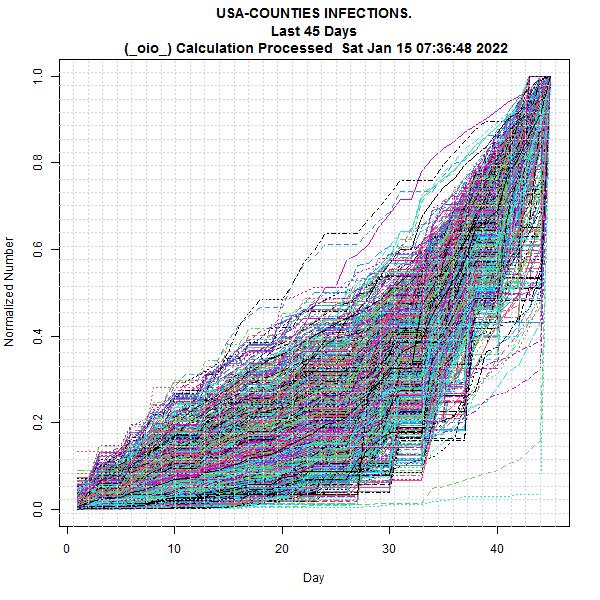 USA-COUNTIES INFECTIONS.
Last 45 Days
(_oio_) Calculation Processed  Sat Jan 15 07:36:48 2022
Normalized Number
1.0
0.8
0.6
0.4
0.2
0.0
0 10 20 30 40
Day